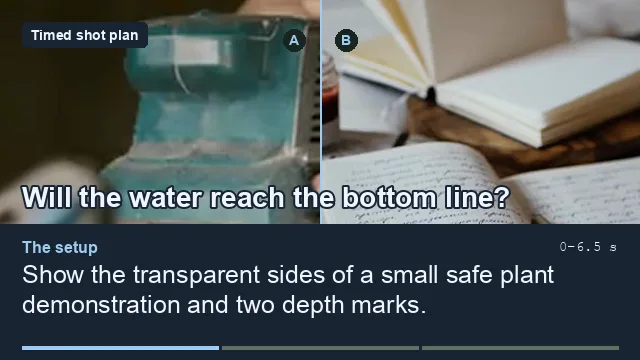 Timed shot plan
A
B
Will the water reach the bottom line?
The setup
0–6.5 s
Show the transparent sides of a small safe plant
demonstration and two depth marks.